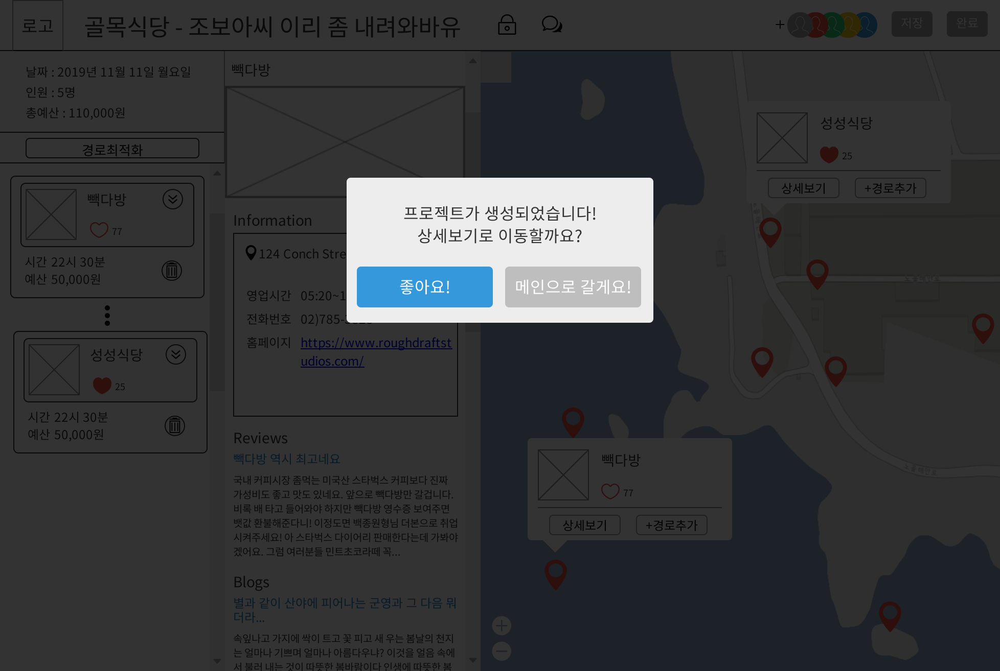 로고
골목식당 - 조보아씨 이리 좀 내려와바유
+
저장
완료
날짜 : 2019년 11월 11일 월요일
인원 : 5명
총예산 : 110,000원
경로최적화
빽다방
77
시간 22시 30분
예산 50,000원
성성식당
25
시간 22시 30분
예산 50,000원
빽다방
Information
124 Conch Stre
영업시간 05:20~1
전화번호 02)785-
홈페이지 https://www.roughdraftst
udios.com/
Reviews
빽다방 역시 최고네요
국내 커피시장 좀먹는 미국산 스타벅스 커피보다 진짜
가성비도 좋고 맛도 있네요. 앞으로 빽다방만 갈겁니다.
비록 배 타고 들어와야 하지만 빽다방 영수증 보여주면
뱃값 환불해준다니! 이정도면 백종원형님 더본으로 취업
시켜주세요! 아 스타벅스 다이어리 판매한다는데 가봐야
겠어요. 그럼 여러분들 민트초코라떼 꼭...
Blogs
별과 같이 산야에 피어나는 군영과 그 다음 뭐
더라...
속잎나고 가지에 싹이 트고 꽃 피고 새 우는 봄날의 천지
는 얼마나 기쁘며 얼마나 아름다우냐? 이것을 얼음 속에
서 불러 내는 것이 따뜻한 봄바람이다 인생에 따뜻한 봄
프로젝트가 생성되었습니다!
상세보기로 이동할까요?
좋아요!
메인으로 갈게요!
성성식당
25
상세보기
+경로추가
노을해안로
빽다방
77
상세보기
+경로추가